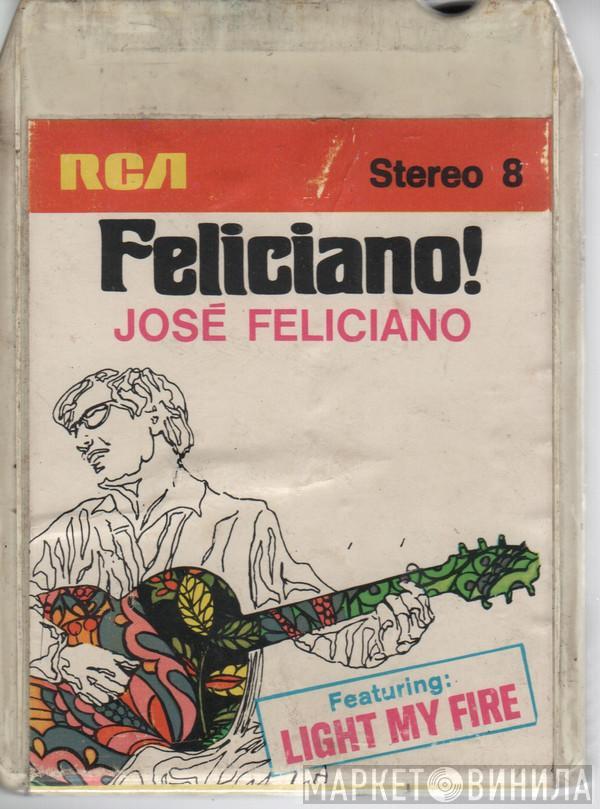 RCA
Stereo 8
Feliciano!
JOSÉ FELICIANO
Featuring:
LIGHT MY FIRE
МАРКЕТ ВИНИЛА